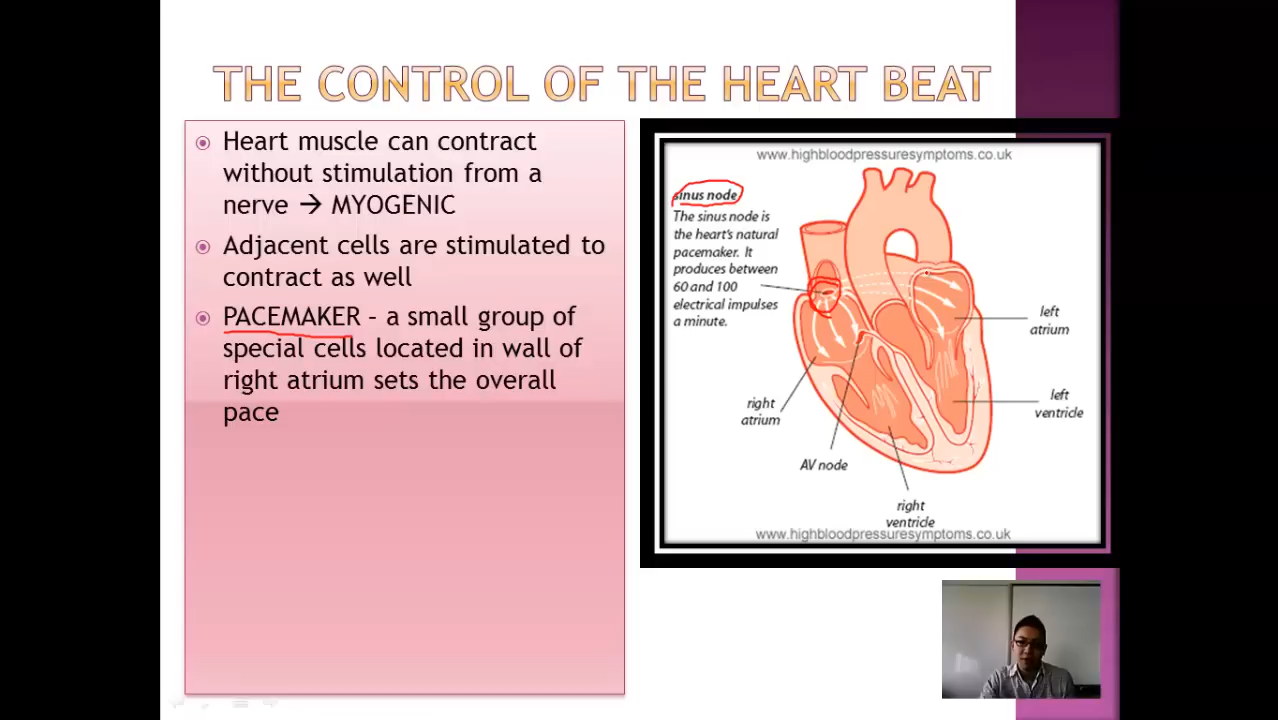 THE CONTROL OF THE HEART BEAT
Heart muscle can contract
without stimulation from a
nerve → MYOGENIC
Adjacent cells are stimulated to
contract as well
PACEMAKER – a small group of
special cells located in wall of
right atrium sets the overall
pace
www.highbloodpressuresymptoms.co.uk
sinus node
The sinus node is
the heart's natural
pacemaker. It
produces between
60 and 100
electrical impulses
a minute.
left
atrium
left
ventricle
right
atrium
AV node
right
ventricle
www.highbloodpressuresymptoms.co.uk